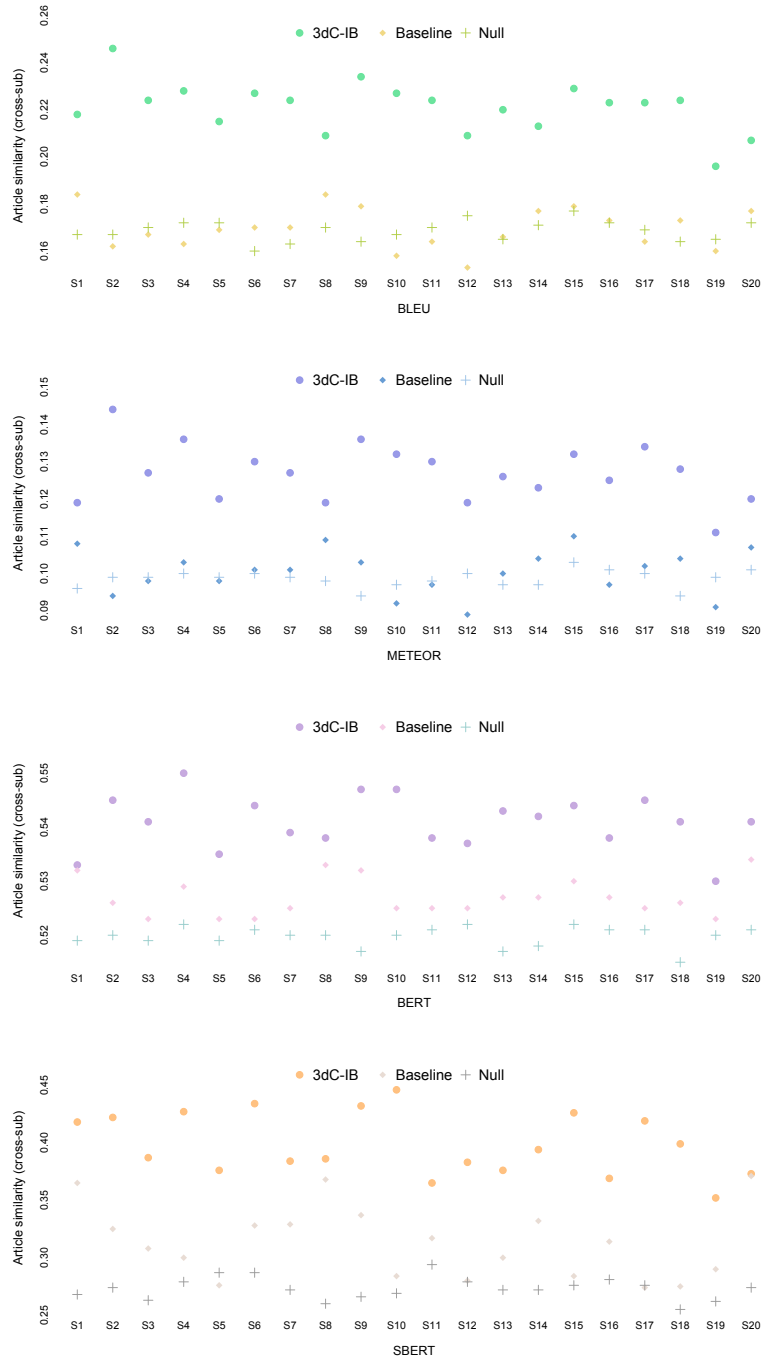 3dC-IB Baseline Null
Article similarity (cross-sub)
0.26
0.24
0.22
0.20
0.18
0.16
S1 S2 S3 S4 S5 S6 S7 S8 S9 S10 S11 S12 S13 S14 S15 S16 S17 S18 S19 S20
BLEU
3dC-IB Baseline Null
Article similarity (cross-sub)
0.15
0.14
0.13
0.12
0.11
0.10
0.09
S1 S2 S3 S4 S5 S6 S7 S8 S9 S10 S11 S12 S13 S14 S15 S16 S17 S18 S19 S20
METEOR
3dC-IB Baseline Null
Article similarity (cross-sub)
0.55
0.54
0.53
0.52
S1 S2 S3 S4 S5 S6 S7 S8 S9 S10 S11 S12 S13 S14 S15 S16 S17 S18 S19 S20
BERT
3dC-IB Baseline Null
Article similarity (cross-sub)
0.45
0.40
0.35
0.30
0.25
S1 S2 S3 S4 S5 S6 S7 S8 S9 S10 S11 S12 S13 S14 S15 S16 S17 S18 S19 S20
SBERT